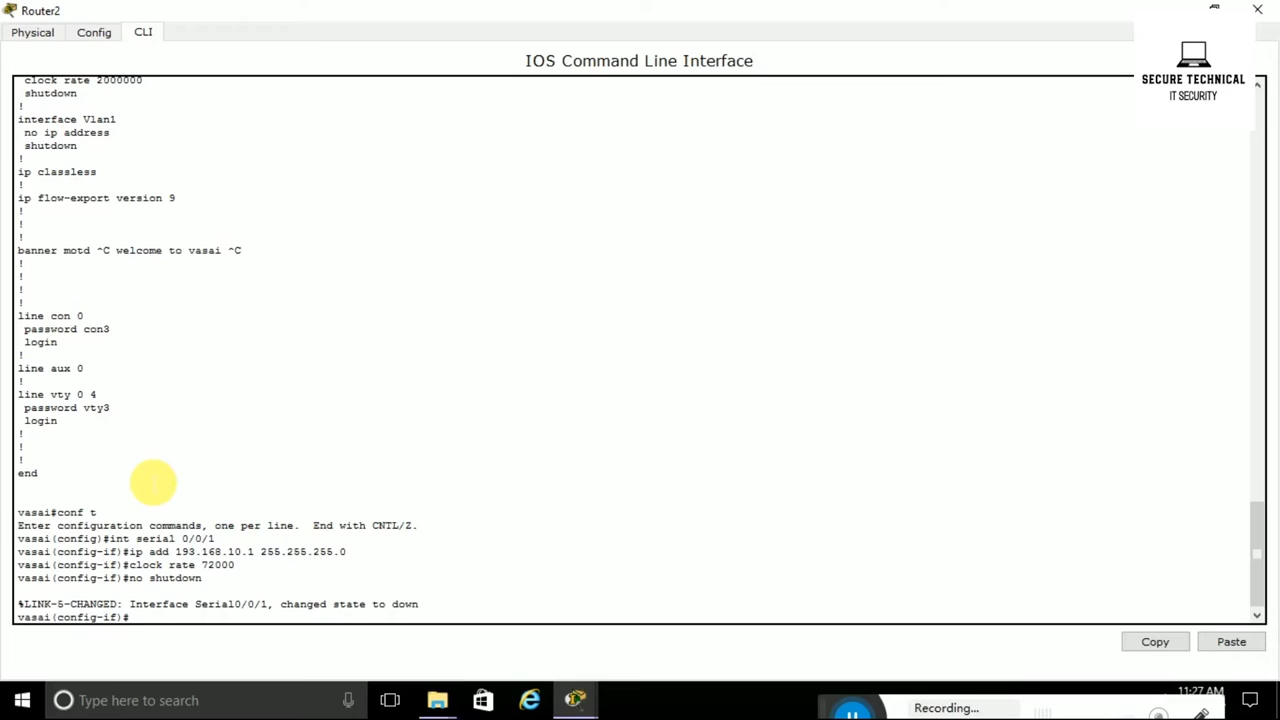 Router2
Physical
Config
CLI
IOS Command Line Interface
SECURE TECHNICAL
IT SECURITY
clock rate 2000000
shutdown
!
interface Vlan1
no ip address
shutdown
!
ip classless
!
ip flow-export version 9
!
!
!
banner motd ^C welcome to vasai ^C
!
!
!
!
line con 0
password con3
login
!
line aux 0
!
line vty 0 4
password vty3
login
!
!
!
end
vasai#conf t
Enter configuration commands, one per line. End with CNTL/Z.
vasai(config)#int serial 0/0/1
vasai(config-if)#ip add 193.168.10.1 255.255.255.0
vasai(config-if)#clock rate 72000
vasai(config-if)#no shutdown
%LINK-5-CHANGED: Interface Serial0/0/1, changed state to down
vasai(config-if)#
Copy
Paste
Type here to search
Recording...
11:27 AM